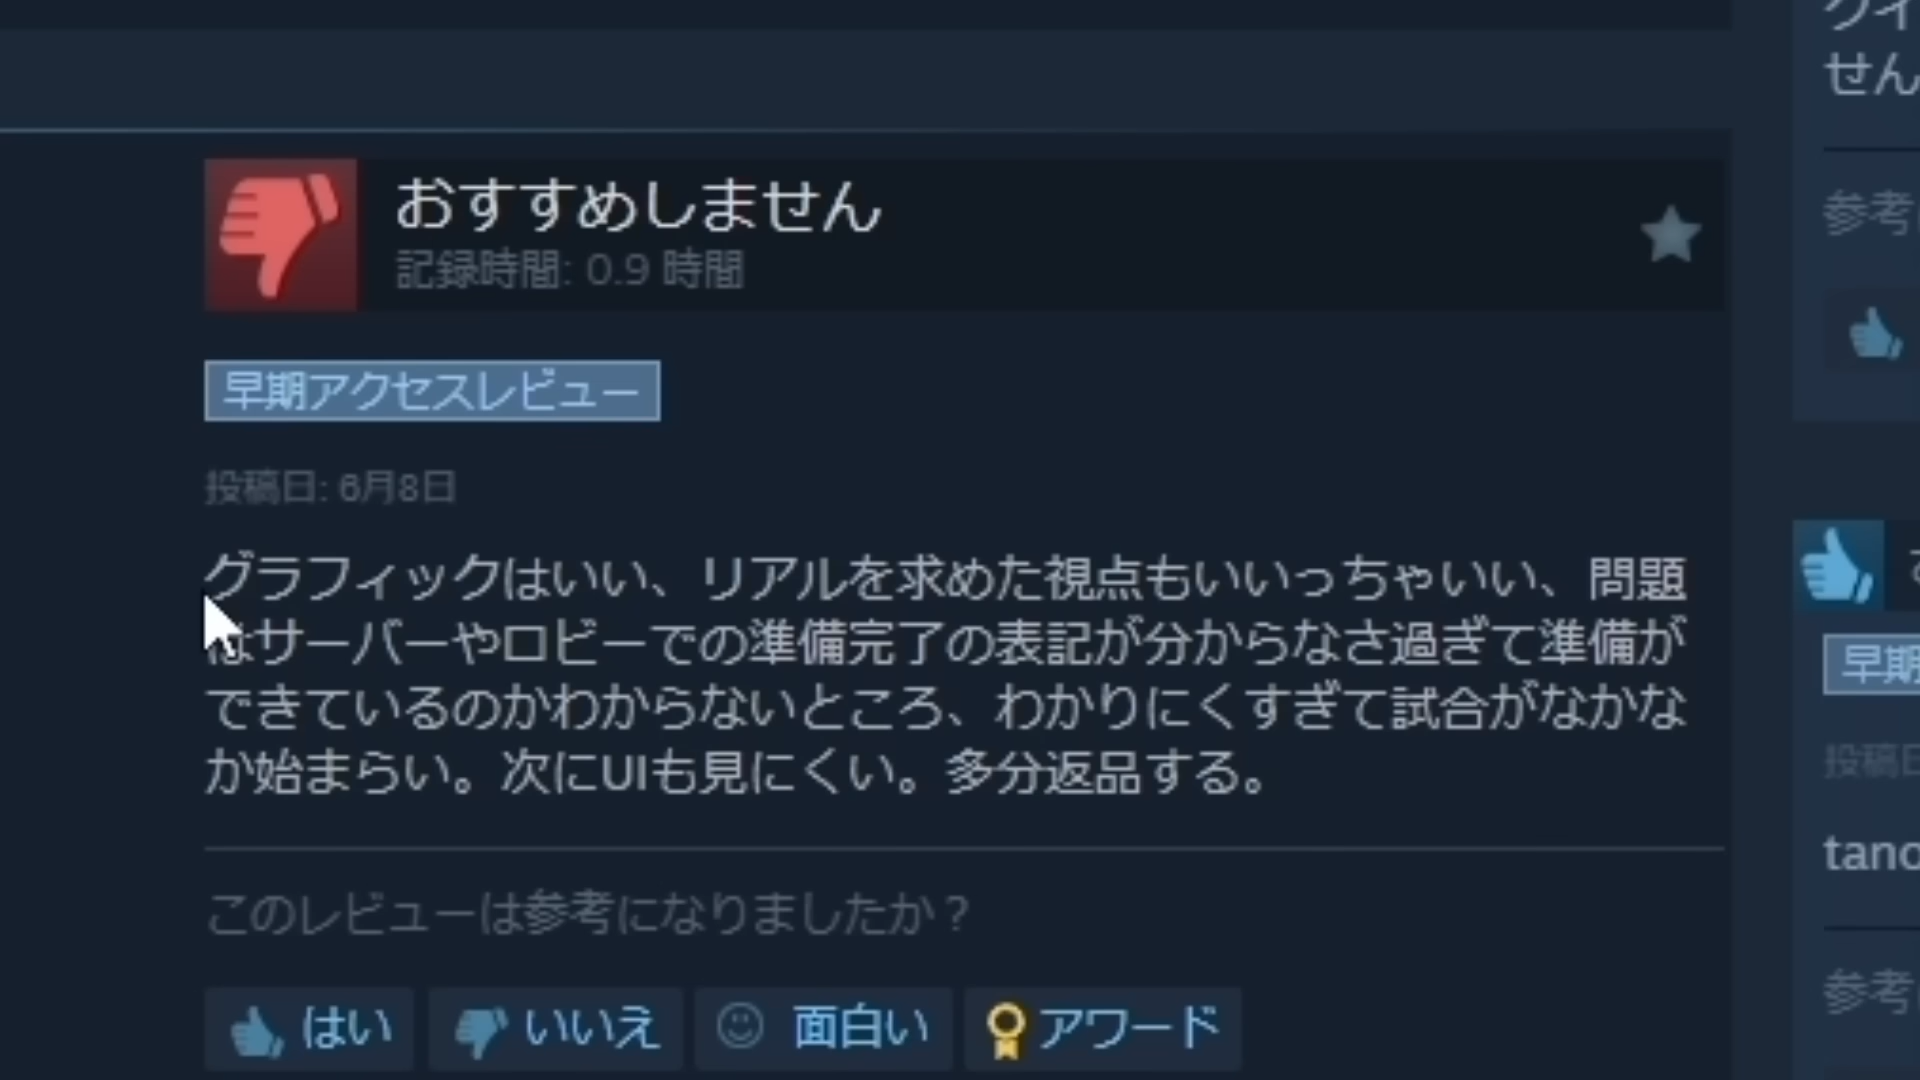 おすすめしません
記録時間: 0.9 時間
早期アクセスレビュー
投稿日: 6月8日
グラフィックはいい、リアルを求めた視点もいいっちゃいい、問題
はサーバーやロビーでの準備完了の表記が分からなさ過ぎて準備が
できているのかわからないところ、わかりにくすぎて試合がなかな
か始まらい。次にUIも見にくい。多分返品する。
このレビューは参考になりましたか？
はい
いいえ
面白い
アワード
せん
参考
早期
投稿日
tano
参考